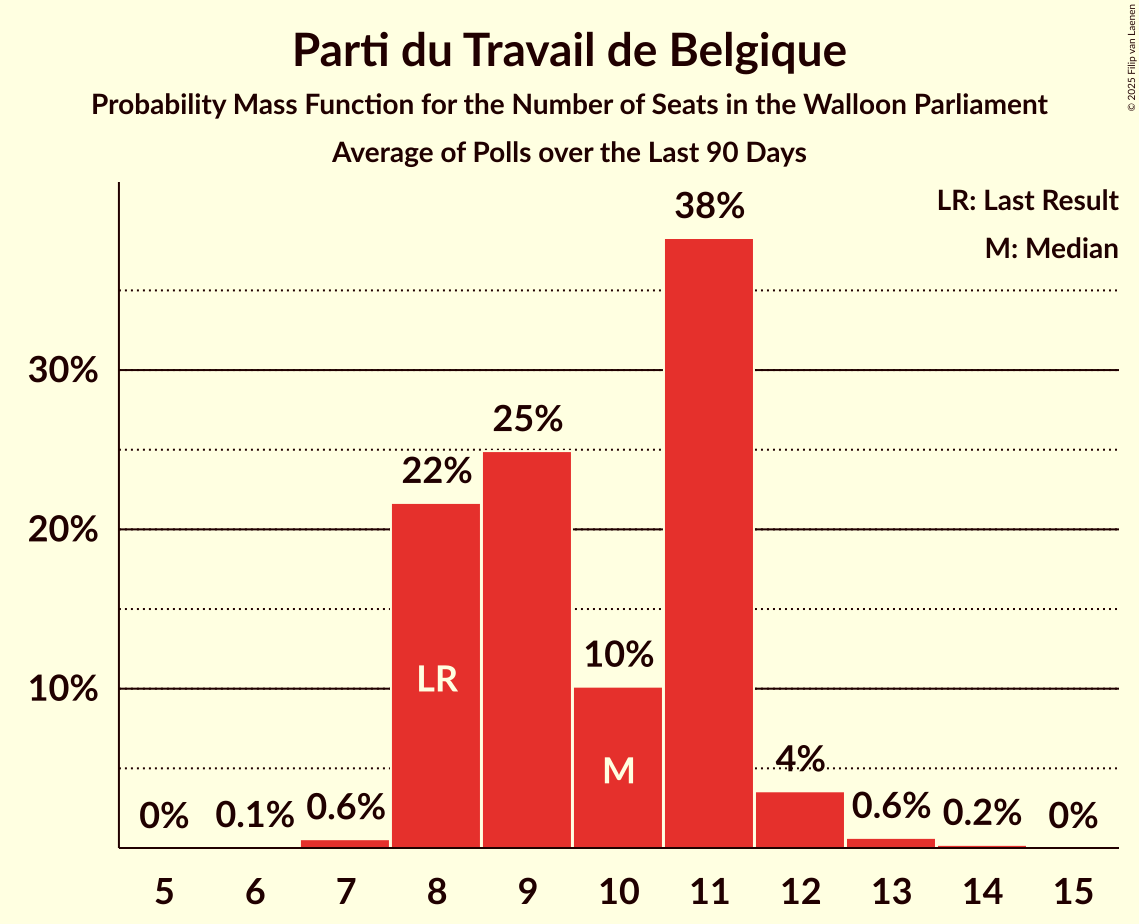 Parti du Travail de Belgique
Probability Mass Function for the Number of Seats in the Walloon Parliament
Average of Polls over the Last 90 Days
© 2025 Filip van Laenen
LR: Last Result
M: Median
38%
30%
25%
22%
20%
LR
10%
10%
M
4%
0%
0.1%
0.6%
0.6%
0.2%
0%
5 6 7 8 9 10 11 12 13 14 15